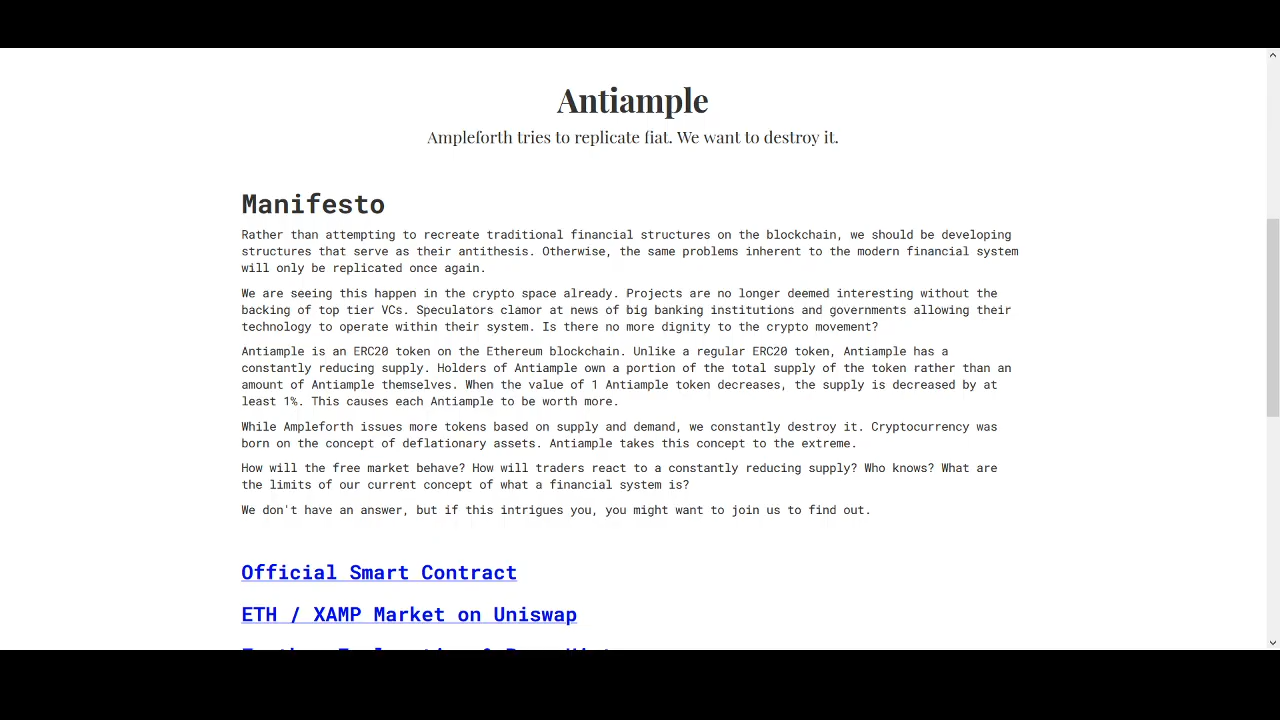 Antiample
Ampleforth tries to replicate fiat. We want to destroy it.
Manifesto
Rather than attempting to recreate traditional financial structures on the blockchain, we should be developing
structures that serve as their antithesis. Otherwise, the same problems inherent to the modern financial system
will only be replicated once again.
We are seeing this happen in the crypto space already. Projects are no longer deemed interesting without the
backing of top tier VCs. Speculators clamor at news of big banking institutions and governments allowing their
technology to operate within their system. Is there no more dignity to the crypto movement?
Antiample is an ERC20 token on the Ethereum blockchain. Unlike a regular ERC20 token, Antiample has a
constantly reducing supply. Holders of Antiample own a portion of the total supply of the token rather than an
amount of Antiample themselves. When the value of 1 Antiample token decreases, the supply is decreased by at
least 1%. This causes each Antiample to be worth more.
While Ampleforth issues more tokens based on supply and demand, we constantly destroy it. Cryptocurrency was
born on the concept of deflationary assets. Antiample takes this concept to the extreme.
How will the free market behave? How will traders react to a constantly reducing supply? Who knows? What are
the limits of our current concept of what a financial system is?
We don't have an answer, but if this intrigues you, you might want to join us to find out.
Official Smart Contract
ETH / XAMP Market on Uniswap